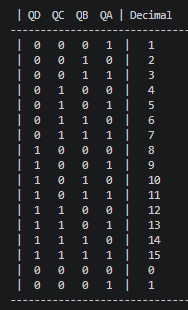 | QD QC QB QA | Decimal
-----------------------------
| 0 0 0 1 | 1
| 0 0 1 0 | 2
| 0 0 1 1 | 3
| 0 1 0 0 | 4
| 0 1 0 1 | 5
| 0 1 1 0 | 6
| 0 1 1 1 | 7
| 1 0 0 0 | 8
| 1 0 0 1 | 9
| 1 0 1 0 | 10
| 1 0 1 1 | 11
| 1 1 0 0 | 12
| 1 1 0 1 | 13
| 1 1 1 0 | 14
| 1 1 1 1 | 15
| 0 0 0 0 | 0
| 0 0 0 1 | 1
-----------------------------